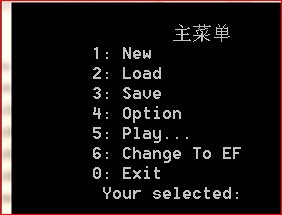 主菜单
1: New
2: Load
3: Save
4: Option
5: Play...
6: Change To EF
0: Exit
Your selected: